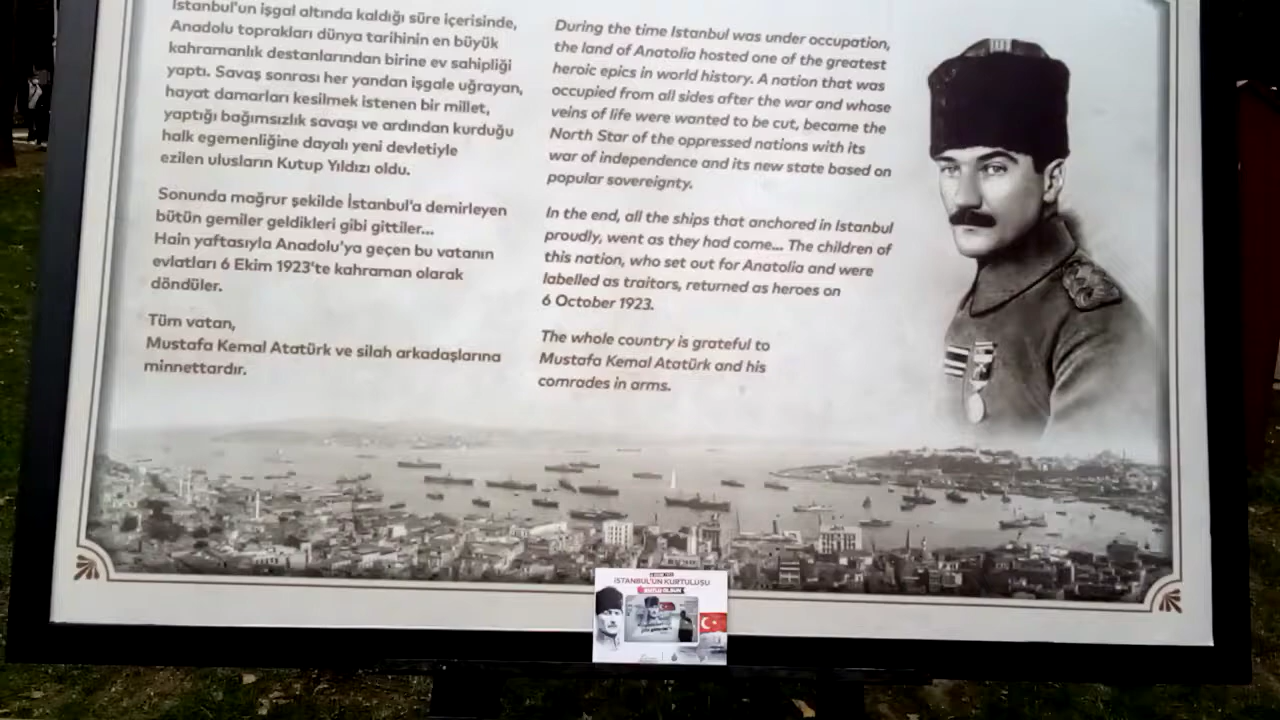 İstanbul'un işgal altında kaldığı süre içerisinde,
Anadolu toprakları dünya tarihinin en büyük
kahramanlık destanlarından birine ev sahipliği
yaptı. Savaş sonrası her yandan işgale uğrayan,
hayat damarları kesilmek istenen bir millet,
yaptığı bağımsızlık savaşı ve ardından kurduğu
halk egemenliğine dayalı yeni devletiyle
ezilen ulusların Kutup Yıldızı oldu.
Sonunda mağrur şekilde İstanbul'a demirleyen
bütün gemiler geldikleri gibi gittiler...
Hain yaftasıyla Anadolu'ya geçen bu vatanın
evlatları 6 Ekim 1923'te kahraman olarak
döndüler.
Tüm vatan,
Mustafa Kemal Atatürk ve silah arkadaşlarına
minnettardır.
During the time Istanbul was under occupation,
the land of Anatolia hosted one of the greatest
heroic epics in world history. A nation that was
occupied from all sides after the war and whose
veins of life were wanted to be cut, became the
North Star of the oppressed nations with its
war of independence and its new state based on
popular sovereignty.
In the end, all the ships that anchored in Istanbul
proudly, went as they had come... The children of
this nation, who set out for Anatolia and were
labelled as traitors, returned as heroes on
6 October 1923.
The whole country is grateful to
Mustafa Kemal Atatürk and his
comrades in arms.
İSTANBUL'UN KURTULUŞU
KUTLU OLSUN